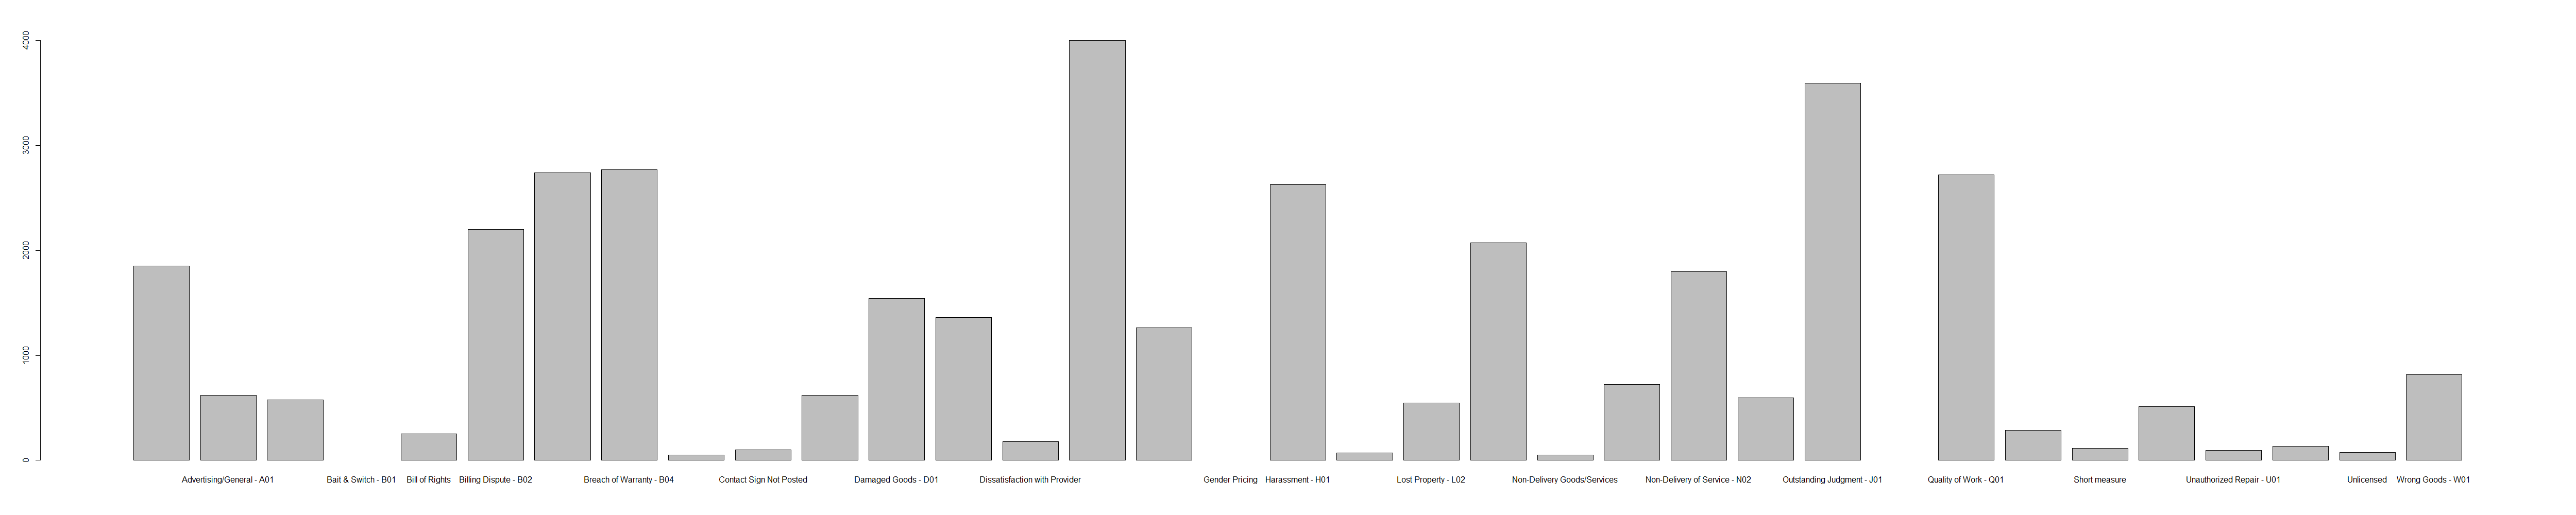 4000
3000
2000
1000
0
Advertising/General - A01
Bait & Switch - B01
Bill of Rights
Billing Dispute - B02
Breach of Warranty - B04
Contact Sign Not Posted
Damaged Goods - D01
Dissatisfaction with Provider
Gender Pricing
Harassment - H01
Lost Property - L02
Non-Delivery Goods/Services
Non-Delivery of Service - N02
Outstanding Judgment - J01
Quality of Work - Q01
Short measure
Unauthorized Repair - U01
Unlicensed
Wrong Goods - W01